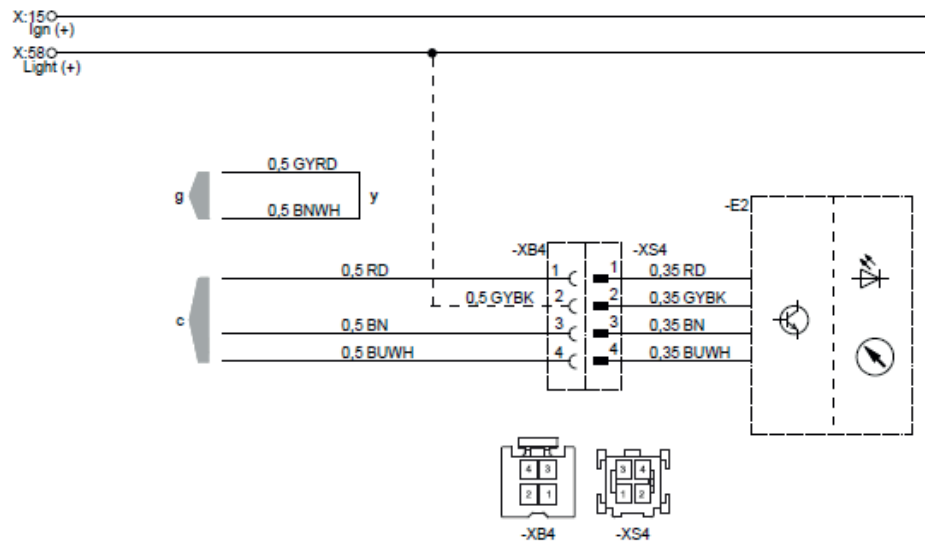 X:15
Ign (+)
X:58
Light (+)
0,5 GYRD
g
y
0,5 BNWH
-E2
-XB4
-XS4
0,5 RD
1
1
0,35 RD
0,5 GYBK
2
2
0,35 GYBK
c
0,5 BN
3
3
0,35 BN
0,5 BUWH
4
4
0,35 BUWH
4 3
2 1
3 4
1 2
-XB4
-XS4